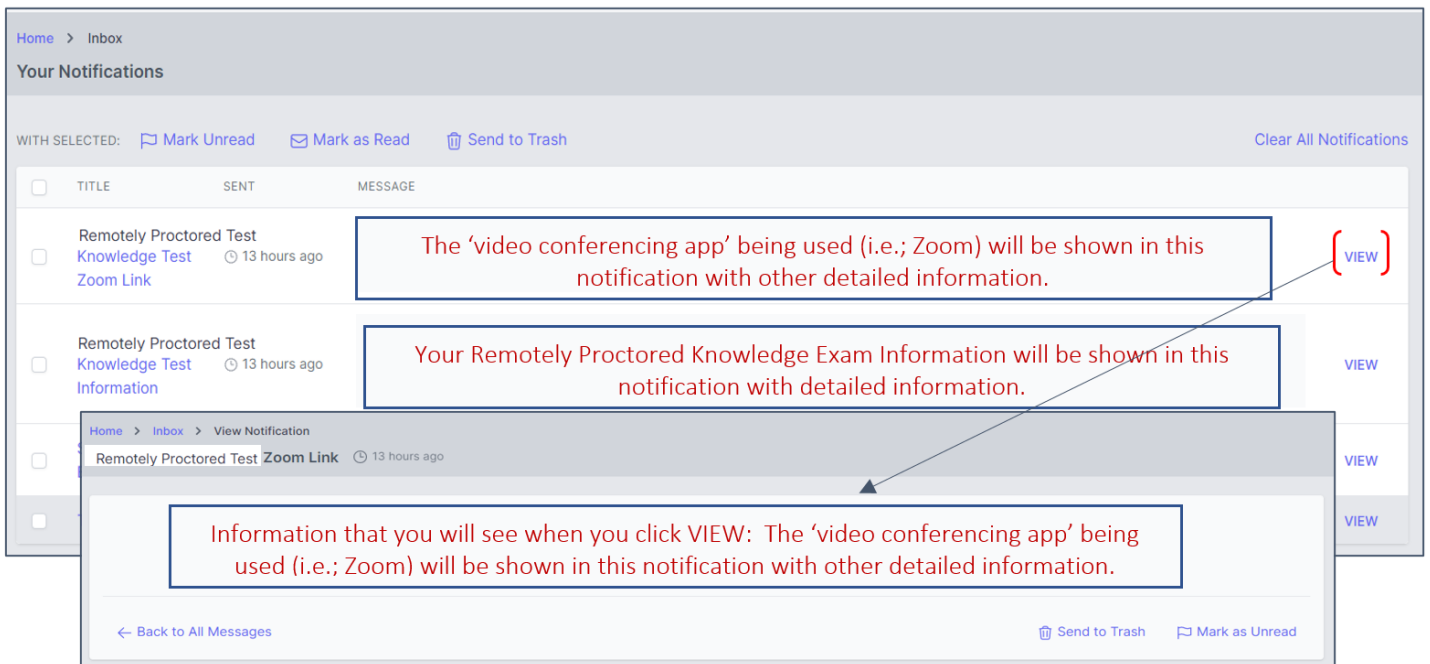 Home > Inbox
Your Notifications
WITH SELECTED: Mark Unread Mark as Read Send to Trash Clear All Notifications
TITLE SENT MESSAGE
Remotely Proctored Test
Knowledge Test
Zoom Link
13 hours ago
The ‘video conferencing app’ being used (i.e.; Zoom) will be shown in this
notification with other detailed information.
VIEW
Remotely Proctored Test
Knowledge Test
Information
13 hours ago
Your Remotely Proctored Knowledge Exam Information will be shown in this
notification with detailed information.
VIEW
VIEW
VIEW
Home > Inbox > View Notification
Remotely Proctored Test Zoom Link 13 hours ago
Information that you will see when you click VIEW: The ‘video conferencing app’ being
used (i.e.; Zoom) will be shown in this notification with other detailed information.
← Back to All Messages Send to Trash Mark as Unread